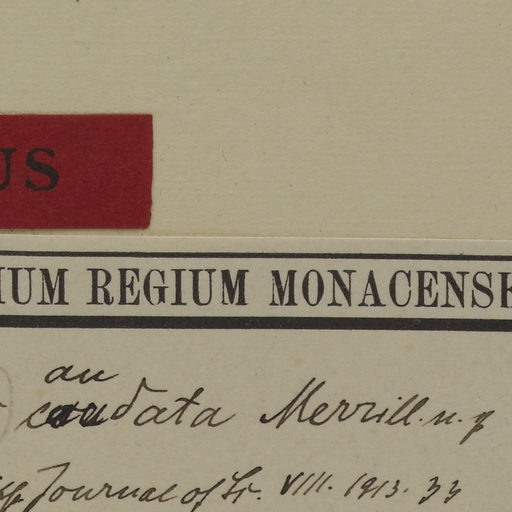 US
IUM REGIUM MONACENSE
au
caudata Merrill. n. sp
Journal of Sc. VIII. 1913. 33